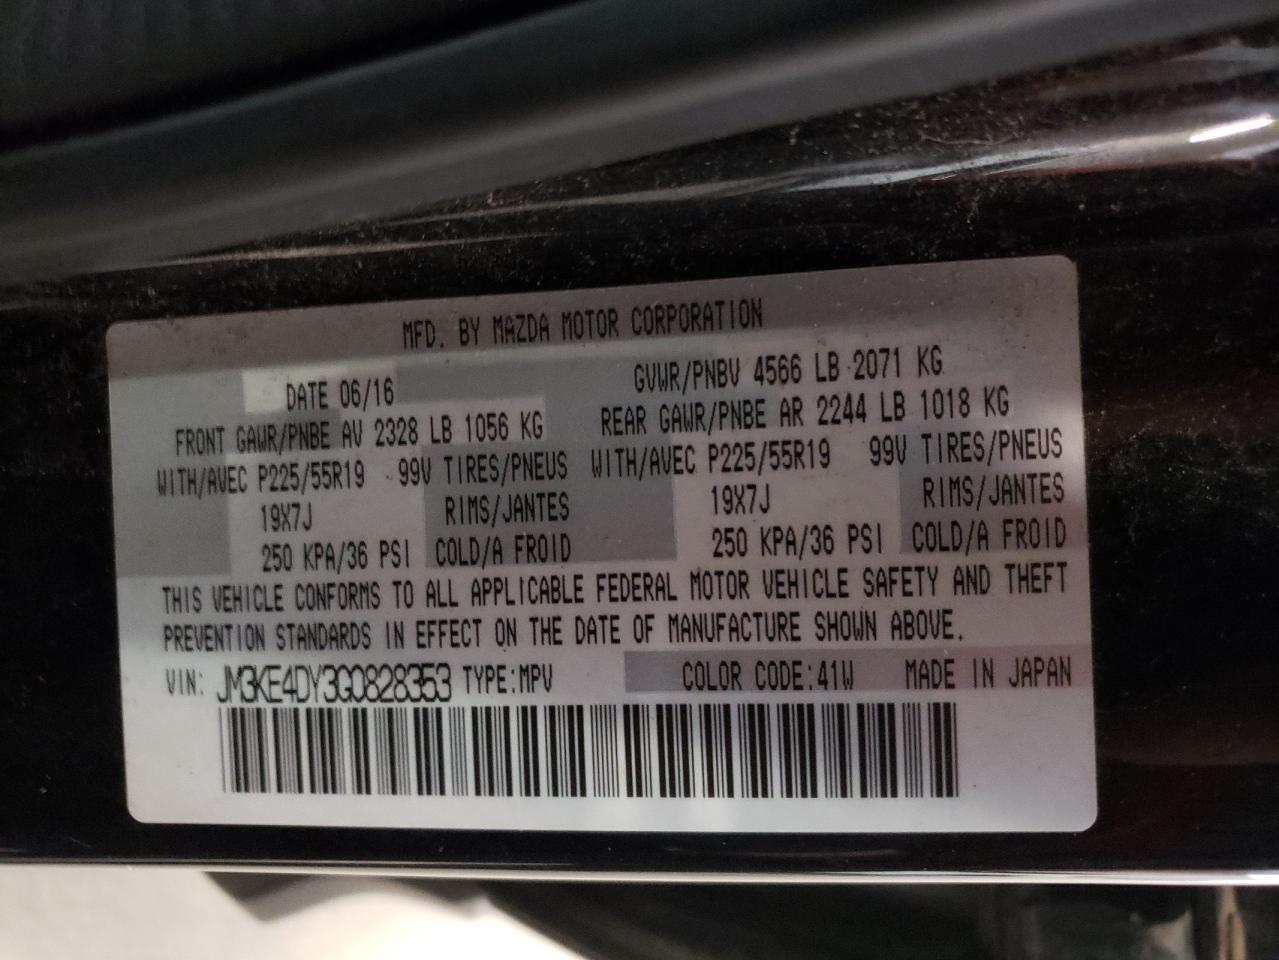 MFD. BY MAZDA MOTOR CORPORATION
DATE 06/16 GVWR/PNBV 4566 LB 2071 KG
FRONT GAWR/PNBE AV 2328 LB 1056 KG REAR GAWR/PNBE AR 2244 LB 1018 KG
WITH/AVEC P225/55R19 99V TIRES/PNEUS WITH/AVEC P225/55R19 99V TIRES/PNEUS
19X7J RIMS/JANTES 19X7J RIMS/JANTES
250 KPA/36 PSI COLD/A FROID 250 KPA/36 PSI COLD/A FROID
THIS VEHICLE CONFORMS TO ALL APPLICABLE FEDERAL MOTOR VEHICLE SAFETY AND THEFT
PREVENTION STANDARDS IN EFFECT ON THE DATE OF MANUFACTURE SHOWN ABOVE.
VIN: JM3KE4DY3G0828353 TYPE:MPV COLOR CODE:41W MADE IN JAPAN